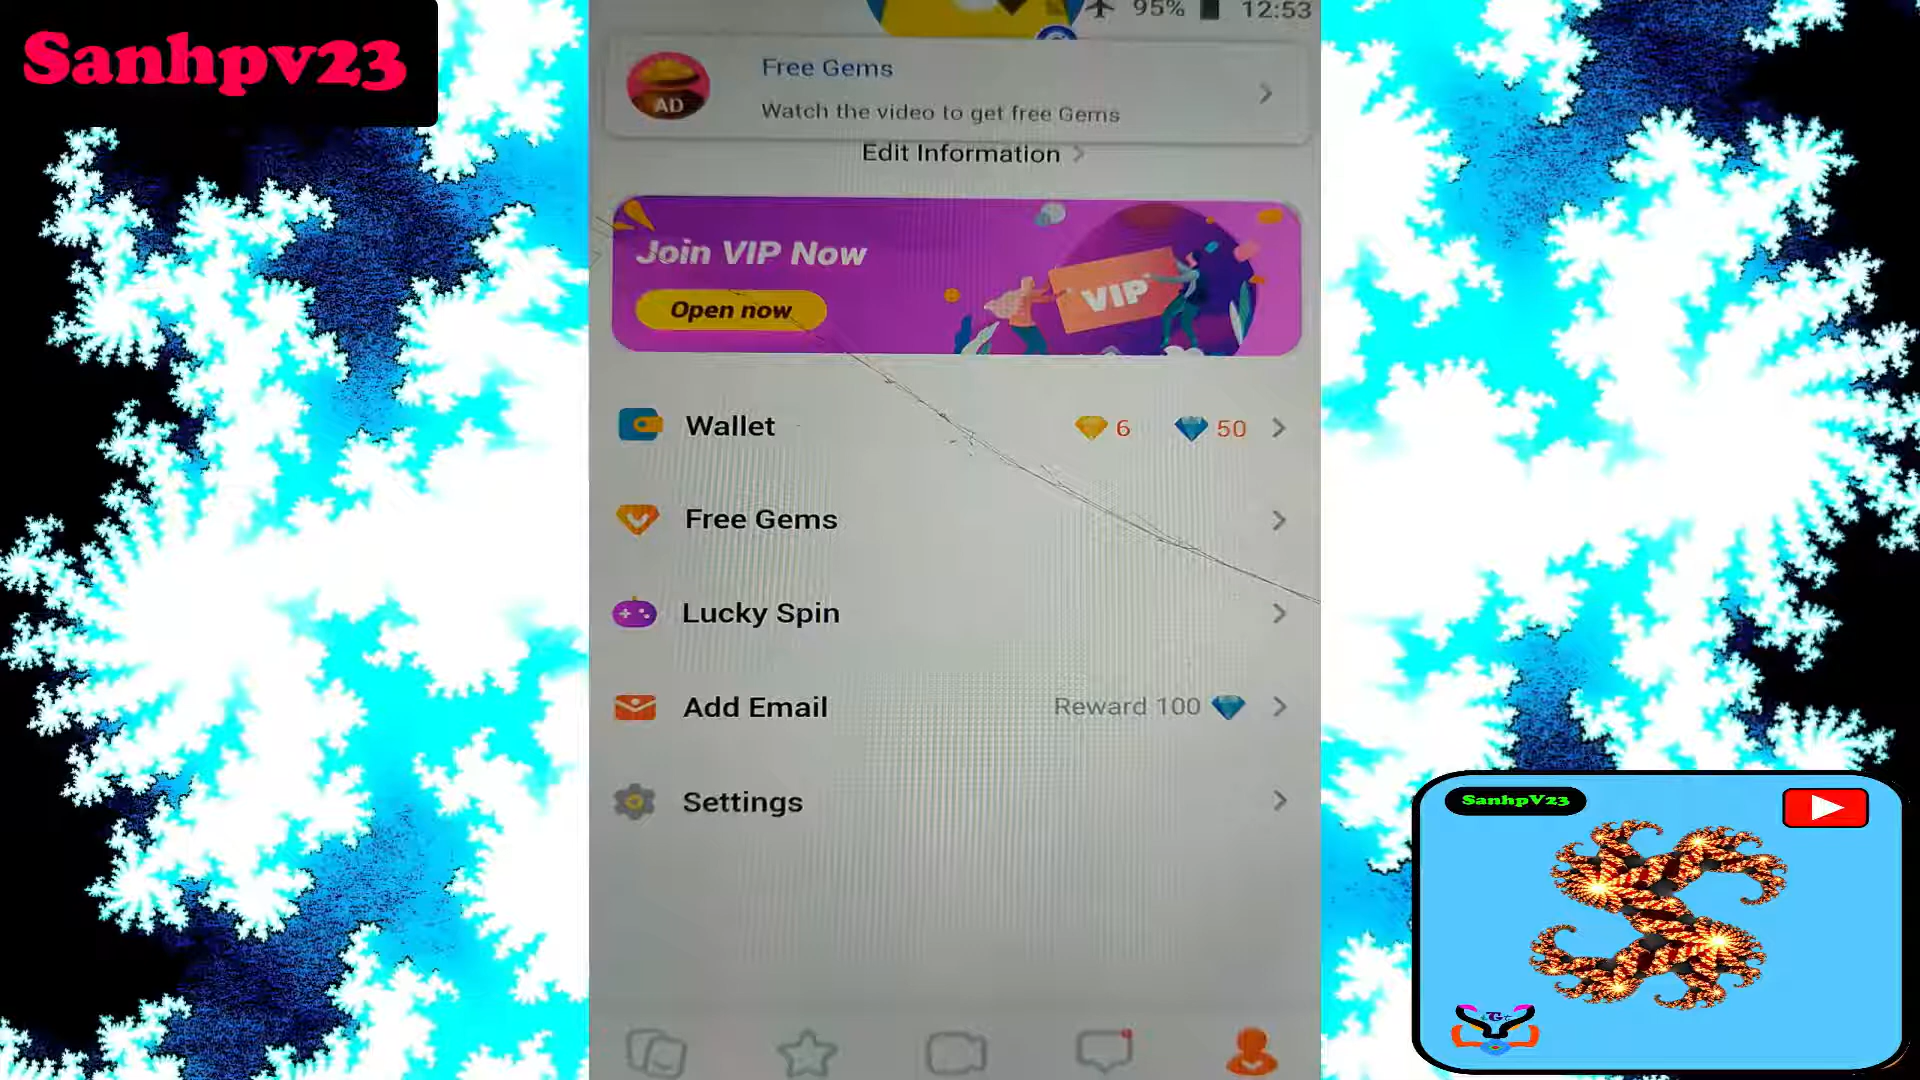 Sanhpv23
95% 12:53
Free Gems
AD
Watch the video to get free Gems
Edit Information
Join VIP Now
Open now
VIP
Wallet 6 50
Free Gems
Lucky Spin
Add Email Reward 100
Settings
SanhpV23